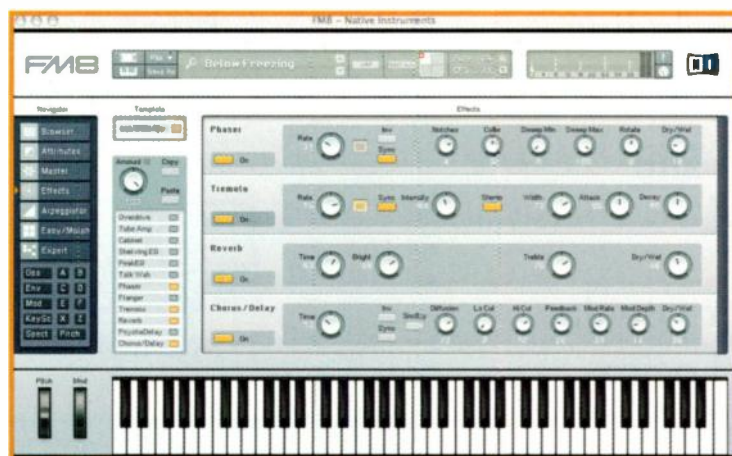 FM8 – Native Instruments
FM8
Below Freezing
Navigator
Template
Effects
Browser
Attributes
Master
Effects
Arpeggiator
Easy/Morph
Expert
Ops A B
Env C D
Mod E F
KeySc X Z
Spect Pitch
Amount
Copy
Paste
Overdrive
Tube Amp
Cabinet
Shelving EQ
Peak EQ
Talk Wah
Phaser
Flanger
Tremolo
Reverb
PsycheDelay
Chorus/Delay
Phaser
On
Rate
Inv
Sync
Notches
Color
Sweep Min
Sweep Max
Rotate
Dry/Wet
Tremolo
On
Rate
Sync
Intensity
Stereo
Width
Attack
Decay
Reverb
On
Time
Bright
Treble
Dry/Wet
Chorus/Delay
On
Time
Inv
Sync
Diffusion
Lo Cut
Hi Cut
Feedback
Mod Rate
Mod Depth
Dry/Wet
Pitch
Mod